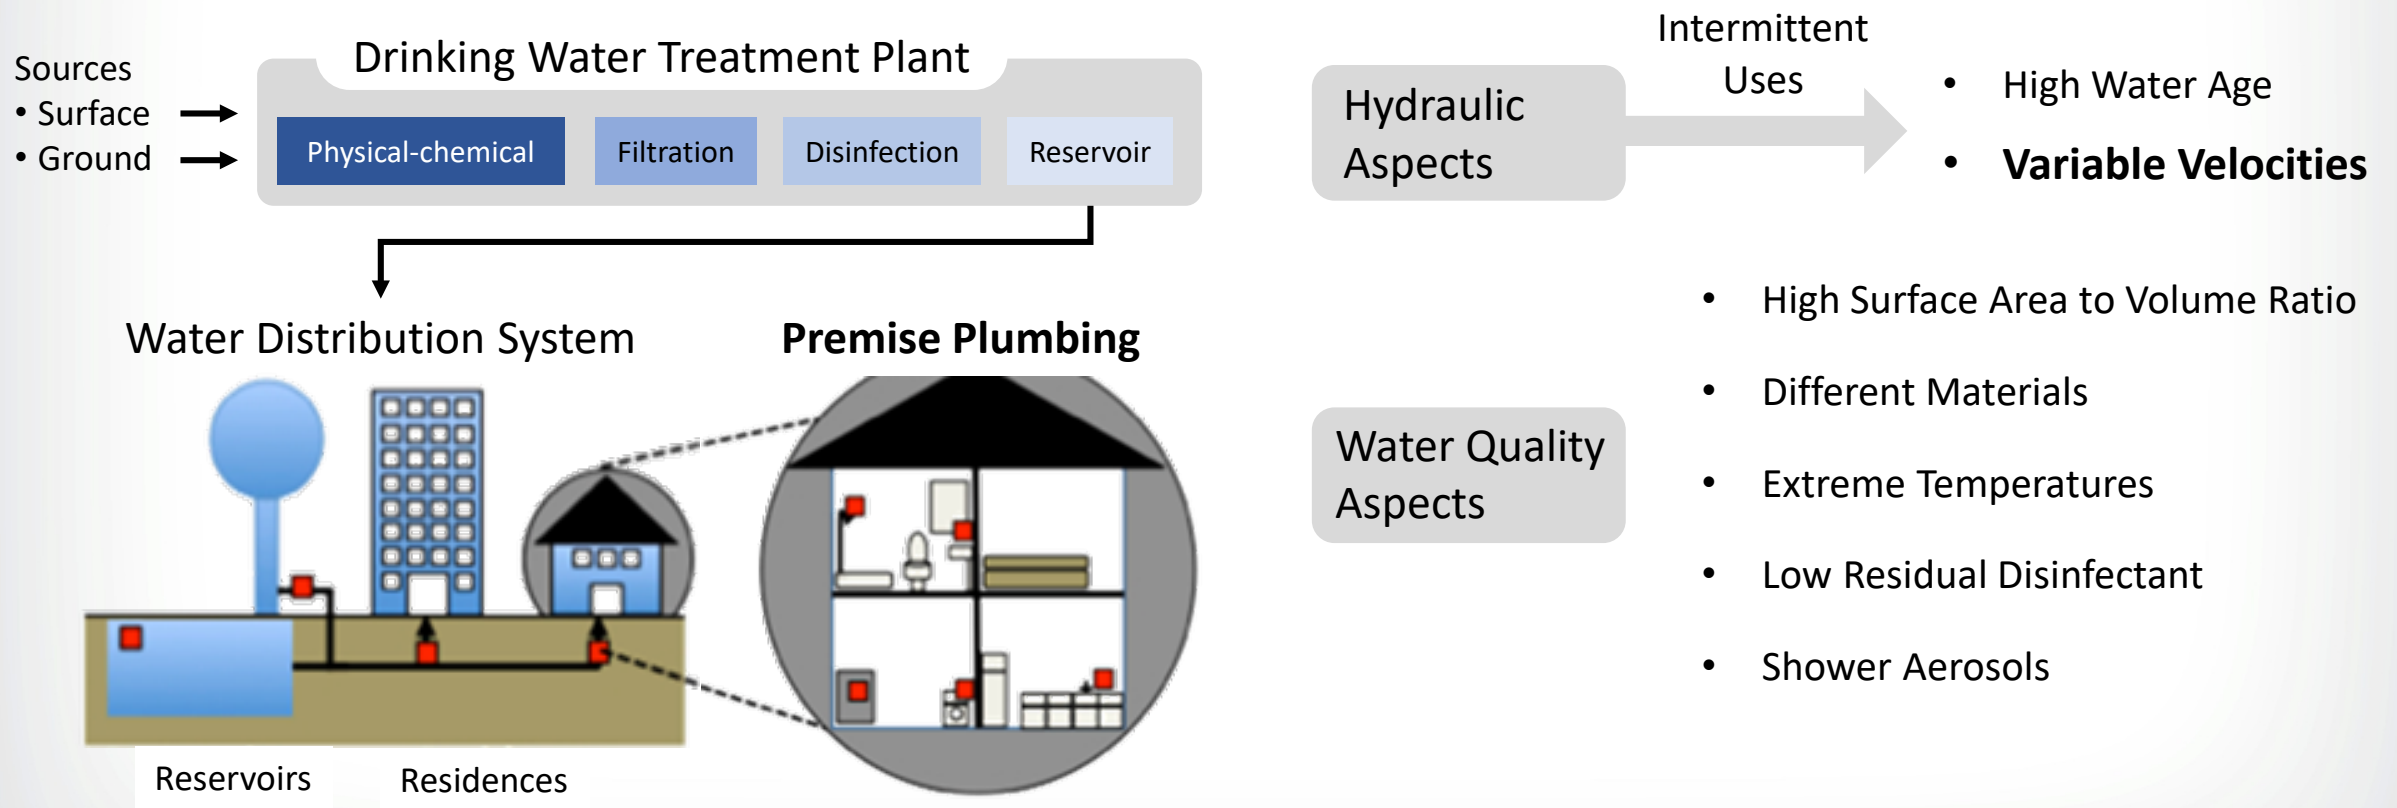 Drinking Water Treatment Plant
Sources
• Surface
• Ground
Physical-chemical
Filtration
Disinfection
Reservoir
Water Distribution System
Premise Plumbing
Reservoirs
Residences
Hydraulic
Aspects
Intermittent
Uses
• High Water Age
• Variable Velocities
Water Quality
Aspects
• High Surface Area to Volume Ratio
• Different Materials
• Extreme Temperatures
• Low Residual Disinfectant
• Shower Aerosols